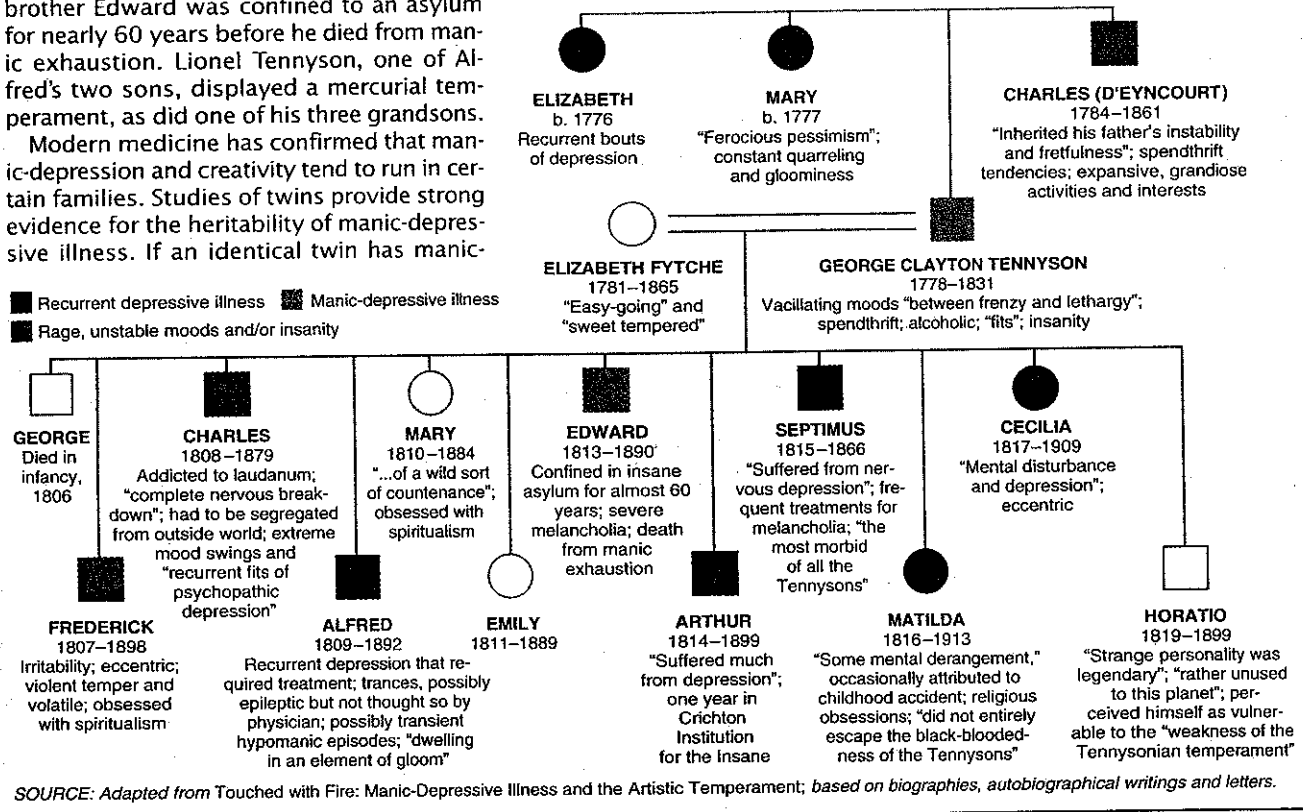 brother Edward was confined to an asylum
for nearly 60 years before he died from man-
ic exhaustion. Lionel Tennyson, one of Al-
fred's two sons, displayed a mercurial tem-
perament, as did one of his three grandsons.
Modern medicine has confirmed that man-
ic-depression and creativity tend to run in cer-
tain families. Studies of twins provide strong
evidence for the heritability of manic-depres-
sive illness. If an identical twin has manic-
Recurrent depressive illness
Manic-depressive illness
Rage, unstable moods and/or insanity
ELIZABETH
b. 1776
Recurrent bouts
of depression
MARY
b. 1777
“Ferocious pessimism”;
constant quarreling
and gloominess
CHARLES (D'EYNCOURT)
1784–1861
“Inherited his father's instability
and fretfulness”; spendthrift
tendencies; expansive, grandiose
activities and interests
ELIZABETH FYTCHE
1781–1865
“Easy-going” and
“sweet tempered”
GEORGE CLAYTON TENNYSON
1778–1831
Vacillating moods “between frenzy and lethargy”;
spendthrift; alcoholic; “fits”; insanity
GEORGE
Died in
infancy,
1806
CHARLES
1808–1879
Addicted to laudanum;
“complete nervous break-
down”; had to be segregated
from outside world; extreme
mood swings and
“recurrent fits of
psychopathic
depression”
MARY
1810–1884
“...of a wild sort
of countenance”;
obsessed with
spiritualism
EDWARD
1813–1890
Confined in insane
asylum for almost 60
years; severe
melancholia; death
from manic
exhaustion
SEPTIMUS
1815–1866
“Suffered from ner-
vous depression”; fre-
quent treatments for
melancholia; “the
most morbid
of all the
Tennysons”
CECILIA
1817–1909
“Mental disturbance
and depression”;
eccentric
FREDERICK
1807–1898
Irritability; eccentric;
violent temper and
volatile; obsessed
with spiritualism
ALFRED
1809–1892
Recurrent depression that re-
quired treatment; trances, possibly
epileptic but not thought so by
physician; possibly transient
hypomanic episodes; “dwelling
in an element of gloom”
EMILY
1811–1889
ARTHUR
1814–1899
“Suffered much
from depression”;
one year in
Crichton
Institution
for the Insane
MATILDA
1816–1913
“Some mental derangement,”
occasionally attributed to
childhood accident; religious
obsessions; “did not entirely
escape the black-blooded-
ness of the Tennysons”
HORATIO
1819–1899
“Strange personality was
legendary”; “rather unused
to this planet”; per-
ceived himself as vulner-
able to the “weakness of the
Tennysonian temperament”
SOURCE: Adapted from Touched with Fire: Manic-Depressive Illness and the Artistic Temperament; based on biographies, autobiographical writings and letters.